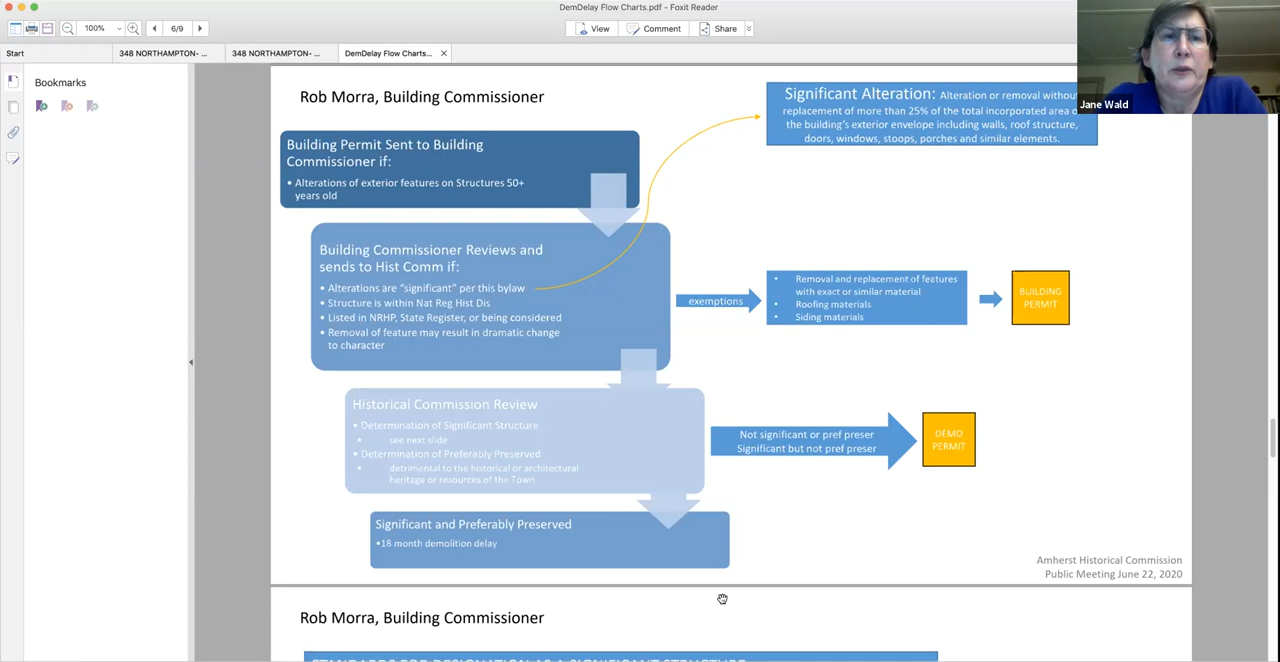 DemDelay Flow Charts.pdf - Foxit Reader
100%
6/9
View
Comment
Share
Start
348 NORTHAMPTON- ...
348 NORTHAMPTON- ...
DemDelay Flow Charts...
Bookmarks
Jane Wald
Rob Morra, Building Commissioner
Significant Alteration: Alteration or removal without
replacement of more than 25% of the total incorporated area
the building's exterior envelope including walls, roof structure,
doors, windows, stoops, porches and similar elements.
Building Permit Sent to Building
Commissioner if:
• Alterations of exterior features on Structures 50+
years old
Building Commissioner Reviews and
sends to Hist Comm if:
• Alterations are “significant” per this bylaw
• Structure is within Nat Reg Hist Dis
• Listed in NRHP, State Register, or being considered
• Removal of feature may result in dramatic change
to character
exemptions
• Removal and replacement of features
with exact or similar material
• Roofing materials
• Siding materials
BUILDING
PERMIT
Historical Commission Review
• Determination of Significant Structure
• see next slide
• Determination of Preferably Preserved
• detrimental to the historical or architectural
heritage or resources of the Town
Not significant or pref preser
Significant but not pref preser
DEMO
PERMIT
Significant and Preferably Preserved
•18 month demolition delay
Amherst Historical Commission
Public Meeting June 22, 2020
Rob Morra, Building Commissioner
STANDARDS FOR DESIGNATION AS A SIGNIFICANT STRUCTURE